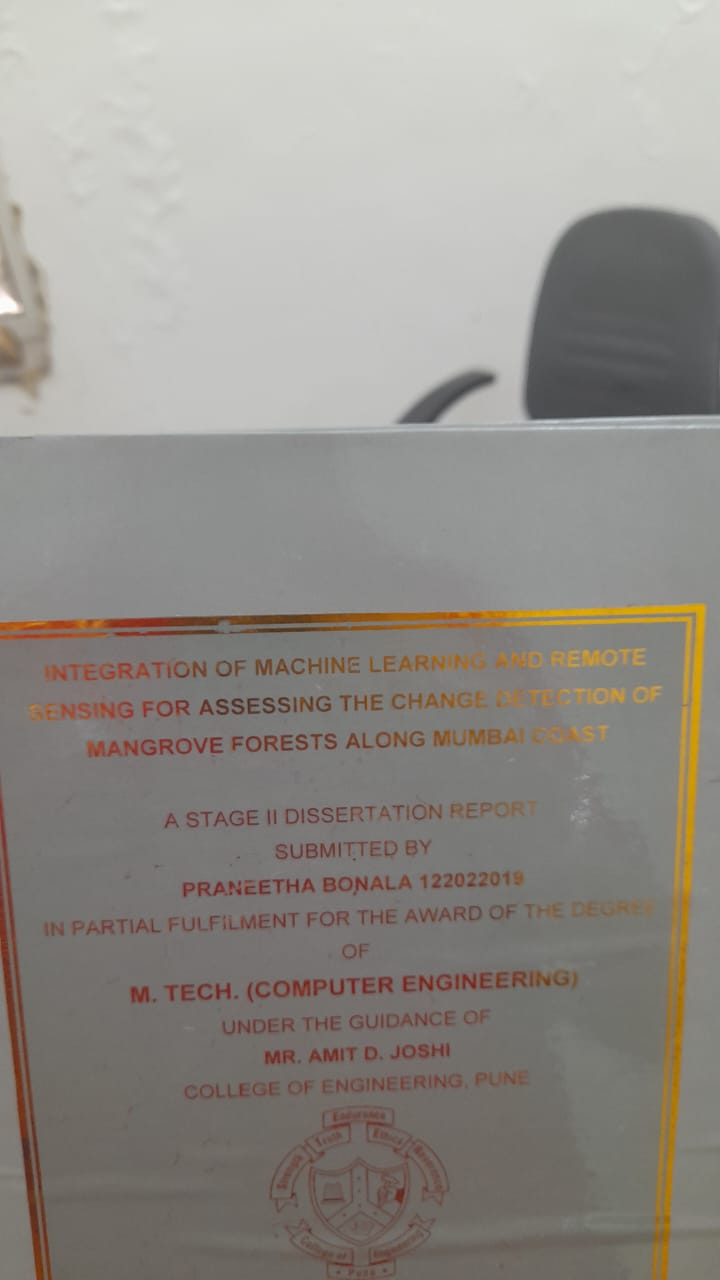 INTEGRATION OF MACHINE LEARNING AND REMOTE
SENSING FOR ASSESSING THE CHANGE DETECTION OF
MANGROVE FORESTS ALONG MUMBAI COAST
A STAGE II DISSERTATION REPORT
SUBMITTED BY
PRANEETHA BONALA 122022019
IN PARTIAL FULFILMENT FOR THE AWARD OF THE DEGREE
OF
M. TECH. (COMPUTER ENGINEERING)
UNDER THE GUIDANCE OF
MR. AMIT D. JOSHI
COLLEGE OF ENGINEERING, PUNE
Endurance
Truth Ethics
Strength Reverence
College of Engineering
Pune